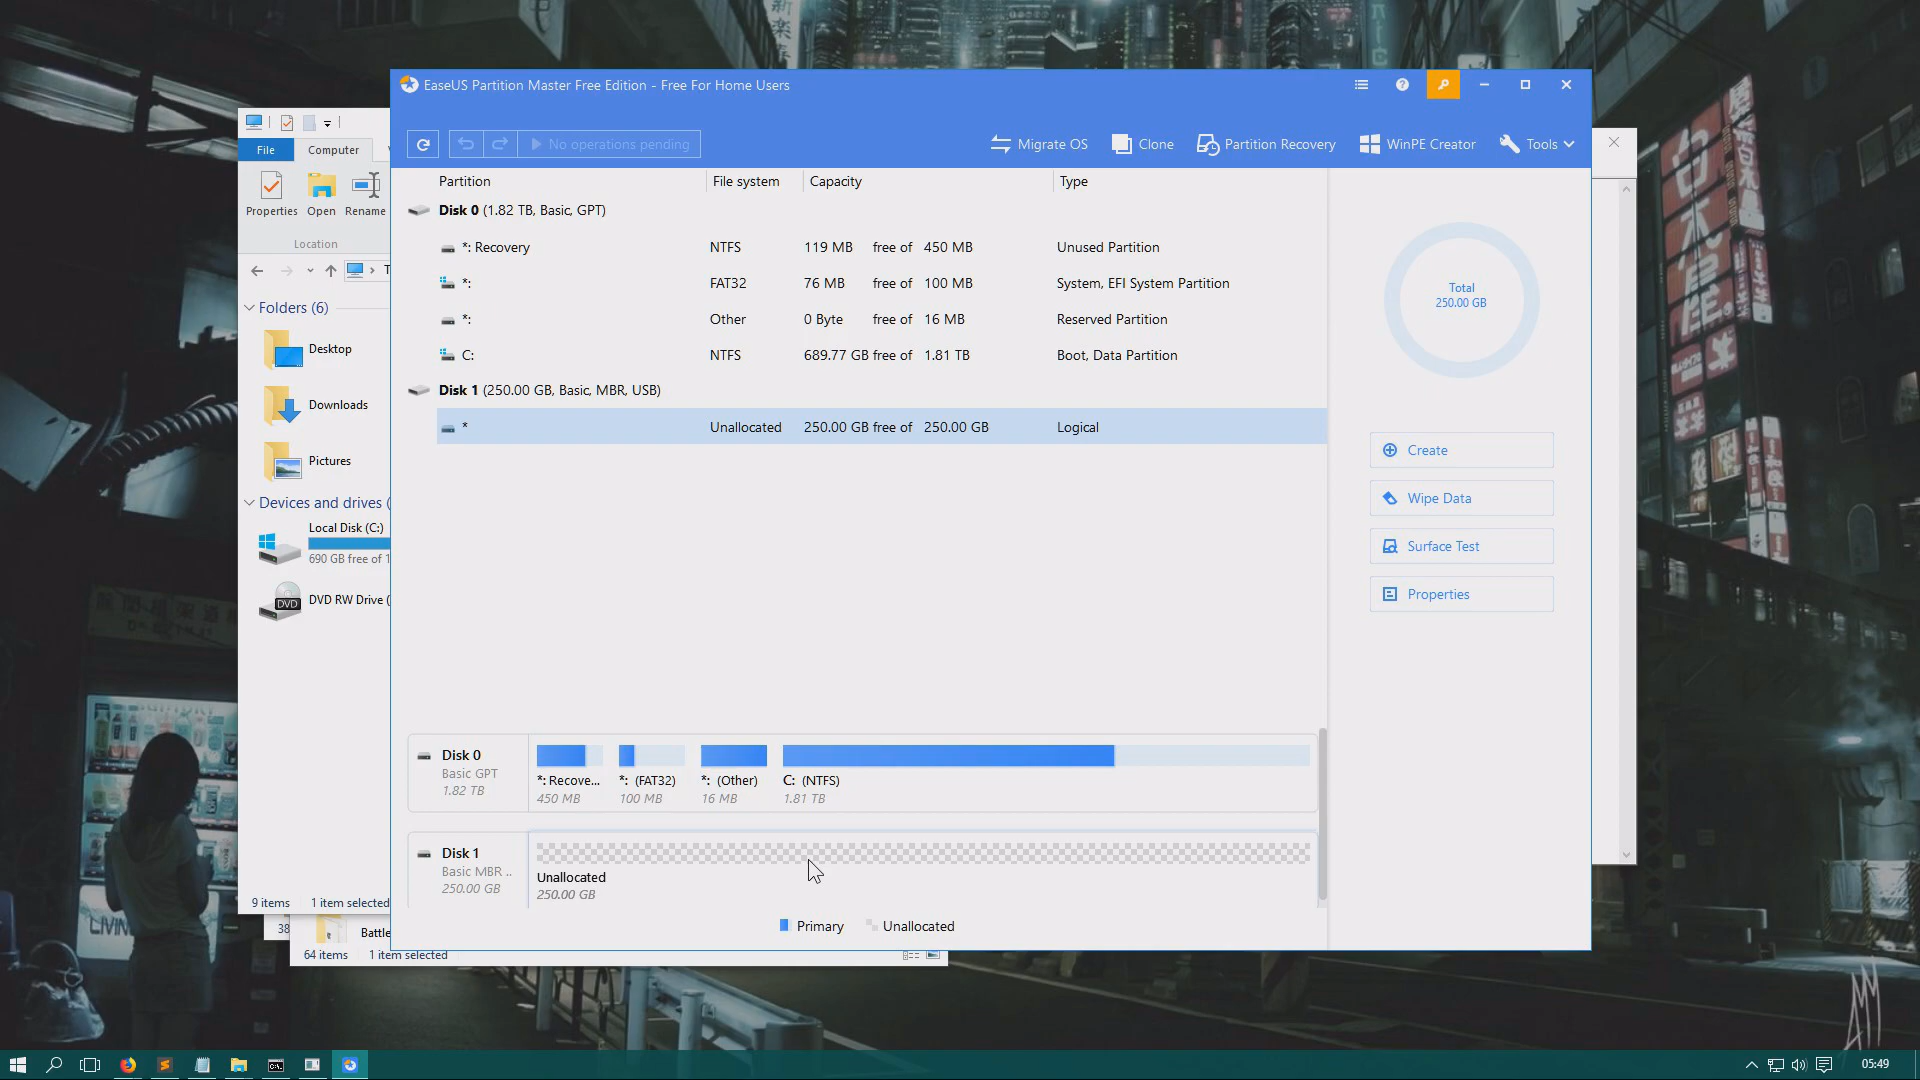 EaseUS Partition Master Free Edition - Free For Home Users
No operations pending
Migrate OS
Clone
Partition Recovery
WinPE Creator
Tools
File
Computer
Properties
Open
Rename
Location
Folders (6)
Desktop
Downloads
Pictures
Devices and drives (
Local Disk (C:)
690 GB free of 1
DVD RW Drive (
DVD
9 items 1 item selected
38
Battle
64 items 1 item selected
Partition File system Capacity Type
Disk 0 (1.82 TB, Basic, GPT)
*: Recovery NTFS 119 MB free of 450 MB Unused Partition
*: FAT32 76 MB free of 100 MB System, EFI System Partition
*: Other 0 Byte free of 16 MB Reserved Partition
C: NTFS 689.77 GB free of 1.81 TB Boot, Data Partition
Disk 1 (250.00 GB, Basic, MBR, USB)
* Unallocated 250.00 GB free of 250.00 GB Logical
Total
250.00 GB
Create
Wipe Data
Surface Test
Properties
Disk 0
Basic GPT
1.82 TB
*: Recove...
450 MB
*: (FAT32)
100 MB
*: (Other)
16 MB
C: (NTFS)
1.81 TB
Disk 1
Basic MBR ..
250.00 GB
Unallocated
250.00 GB
Primary
Unallocated
LIVIN
05:49